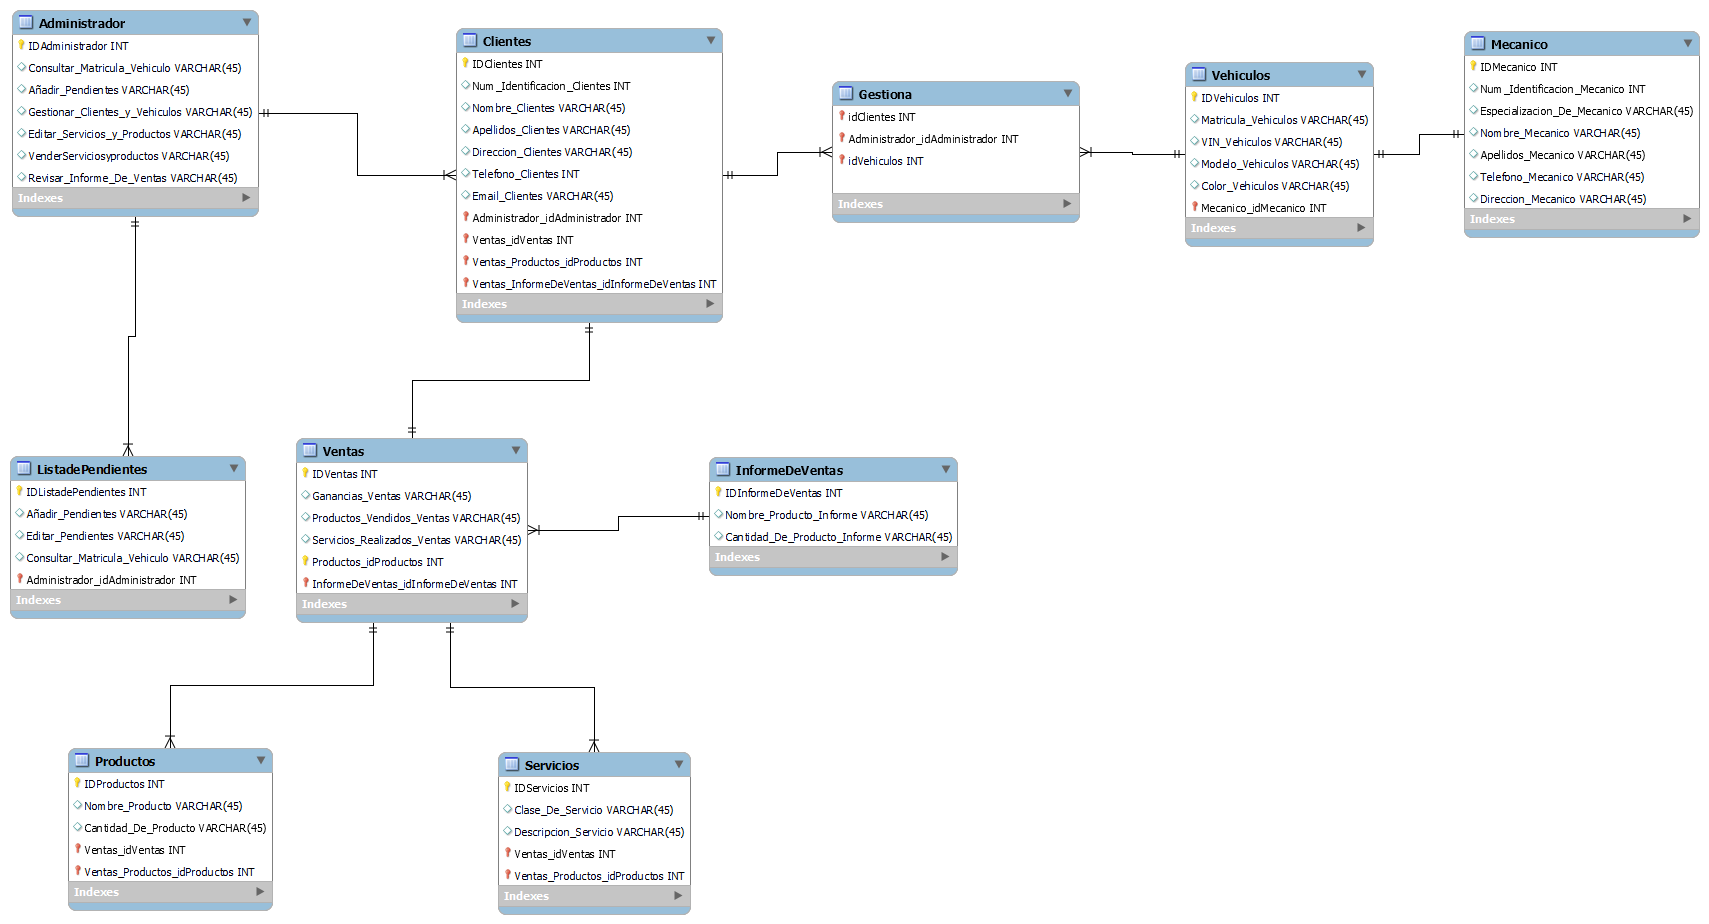 Administrador
IDAdministrador INT
Consultar_Matricula_Vehiculo VARCHAR(45)
Añadir_Pendientes VARCHAR(45)
Gestionar_Clientes_y_Vehiculos VARCHAR(45)
Editar_Servicios_y_Productos VARCHAR(45)
VenderServiciosyproductos VARCHAR(45)
Revisar_Informe_De_Ventas VARCHAR(45)
Indexes
Clientes
IDClientes INT
Num_Identificacion_Clientes INT
Nombre_Clientes VARCHAR(45)
Apellidos_Clientes VARCHAR(45)
Direccion_Clientes VARCHAR(45)
Telefono_Clientes INT
Email_Clientes VARCHAR(45)
Administrador_idAdministrador INT
Ventas_idVentas INT
Ventas_Productos_idProductos INT
Ventas_InformeDeVentas_idInformeDeVentas INT
Indexes
Gestiona
idClientes INT
Administrador_idAdministrador INT
idVehiculos INT
Indexes
Vehiculos
IDVehiculos INT
Matricula_Vehiculos VARCHAR(45)
VIN_Vehiculos VARCHAR(45)
Modelo_Vehiculos VARCHAR(45)
Color_Vehiculos VARCHAR(45)
Mecanico_idMecanico INT
Indexes
Mecanico
IDMecanico INT
Num_Identificacion_Mecanico INT
Especializacion_De_Mecanico VARCHAR(45)
Nombre_Mecanico VARCHAR(45)
Apellidos_Mecanico VARCHAR(45)
Telefono_Mecanico VARCHAR(45)
Direccion_Mecanico VARCHAR(45)
Indexes
ListadePendientes
IDListadePendientes INT
Añadir_Pendientes VARCHAR(45)
Editar_Pendientes VARCHAR(45)
Consultar_Matricula_Vehiculo VARCHAR(45)
Administrador_idAdministrador INT
Indexes
Ventas
IDVentas INT
Ganancias_Ventas VARCHAR(45)
Productos_Vendidos_Ventas VARCHAR(45)
Servicios_Realizados_Ventas VARCHAR(45)
Productos_idProductos INT
InformeDeVentas_idInformeDeVentas INT
Indexes
InformeDeVentas
IDInformeDeVentas INT
Nombre_Producto_Informe VARCHAR(45)
Cantidad_De_Producto_Informe VARCHAR(45)
Indexes
Productos
IDProductos INT
Nombre_Producto VARCHAR(45)
Cantidad_De_Producto VARCHAR(45)
Ventas_idVentas INT
Ventas_Productos_idProductos INT
Indexes
Servicios
IDServicios INT
Clase_De_Servicio VARCHAR(45)
Descripcion_Servicio VARCHAR(45)
Ventas_idVentas INT
Ventas_Productos_idProductos INT
Indexes